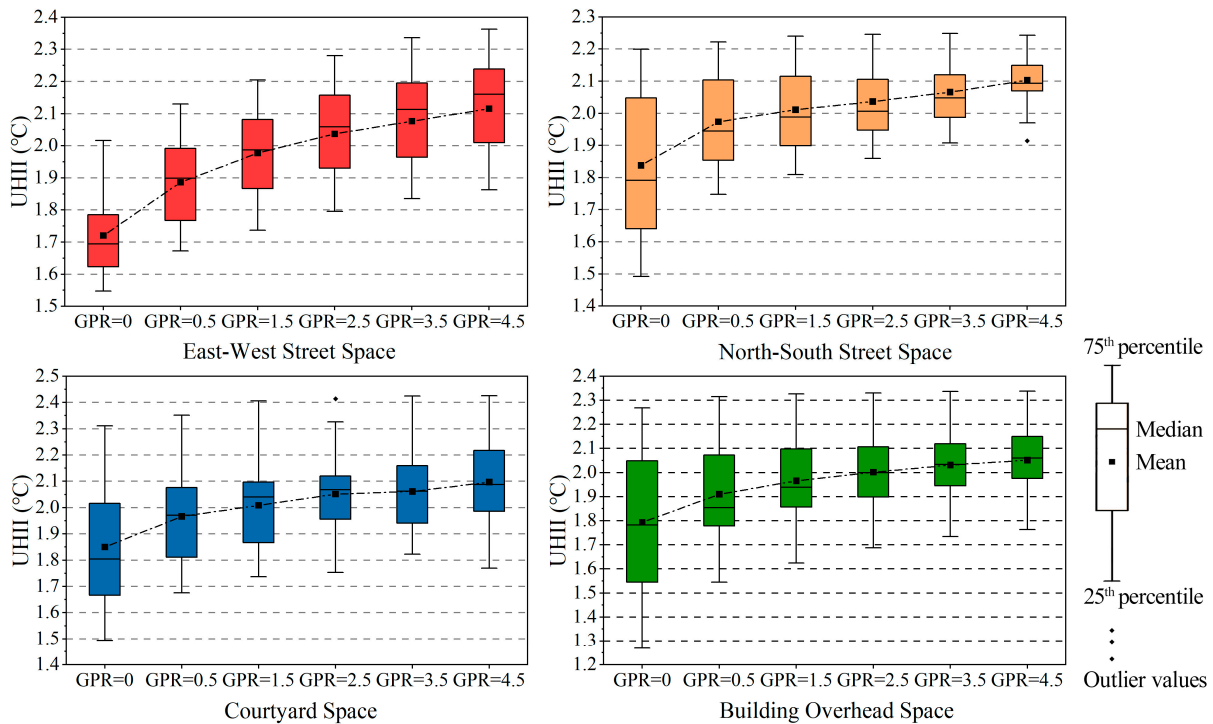 2.4
2.3
2.2
2.1
2.0
1.9
1.8
1.7
1.6
1.5
UHII (°C)
GPR=0 GPR=0.5 GPR=1.5 GPR=2.5 GPR=3.5 GPR=4.5
East-West Street Space
2.3
2.2
2.1
2.0
1.9
1.8
1.7
1.6
1.5
1.4
UHII (°C)
GPR=0 GPR=0.5 GPR=1.5 GPR=2.5 GPR=3.5 GPR=4.5
North-South Street Space
2.5
2.4
2.3
2.2
2.1
2.0
1.9
1.8
1.7
1.6
1.5
1.4
UHII (°C)
GPR=0 GPR=0.5 GPR=1.5 GPR=2.5 GPR=3.5 GPR=4.5
Courtyard Space
2.4
2.3
2.2
2.1
2.0
1.9
1.8
1.7
1.6
1.5
1.4
1.3
1.2
UHII (°C)
GPR=0 GPR=0.5 GPR=1.5 GPR=2.5 GPR=3.5 GPR=4.5
Building Overhead Space
75th percentile
Median
Mean
25th percentile
Outlier values